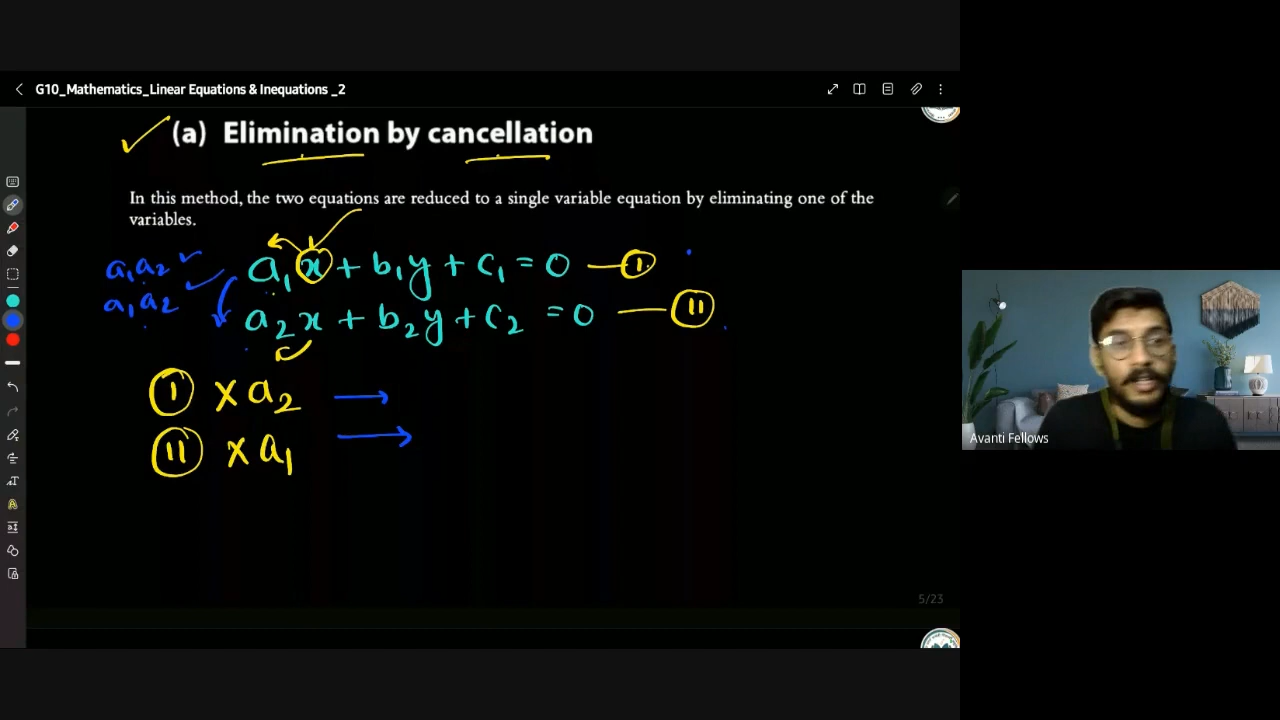 G10_Mathematics_Linear Equations & Inequations _2
(a) Elimination by cancellation
In this method, the two equations are reduced to a single variable equation by eliminating one of the
variables.
a₁a₂
a₁a₂
a₁x + b₁y + c₁ = 0 — I
a₂x + b₂y + c₂ = 0 — II
I × a₂ →
II × a₁ →
5/23
Avanti Fellows